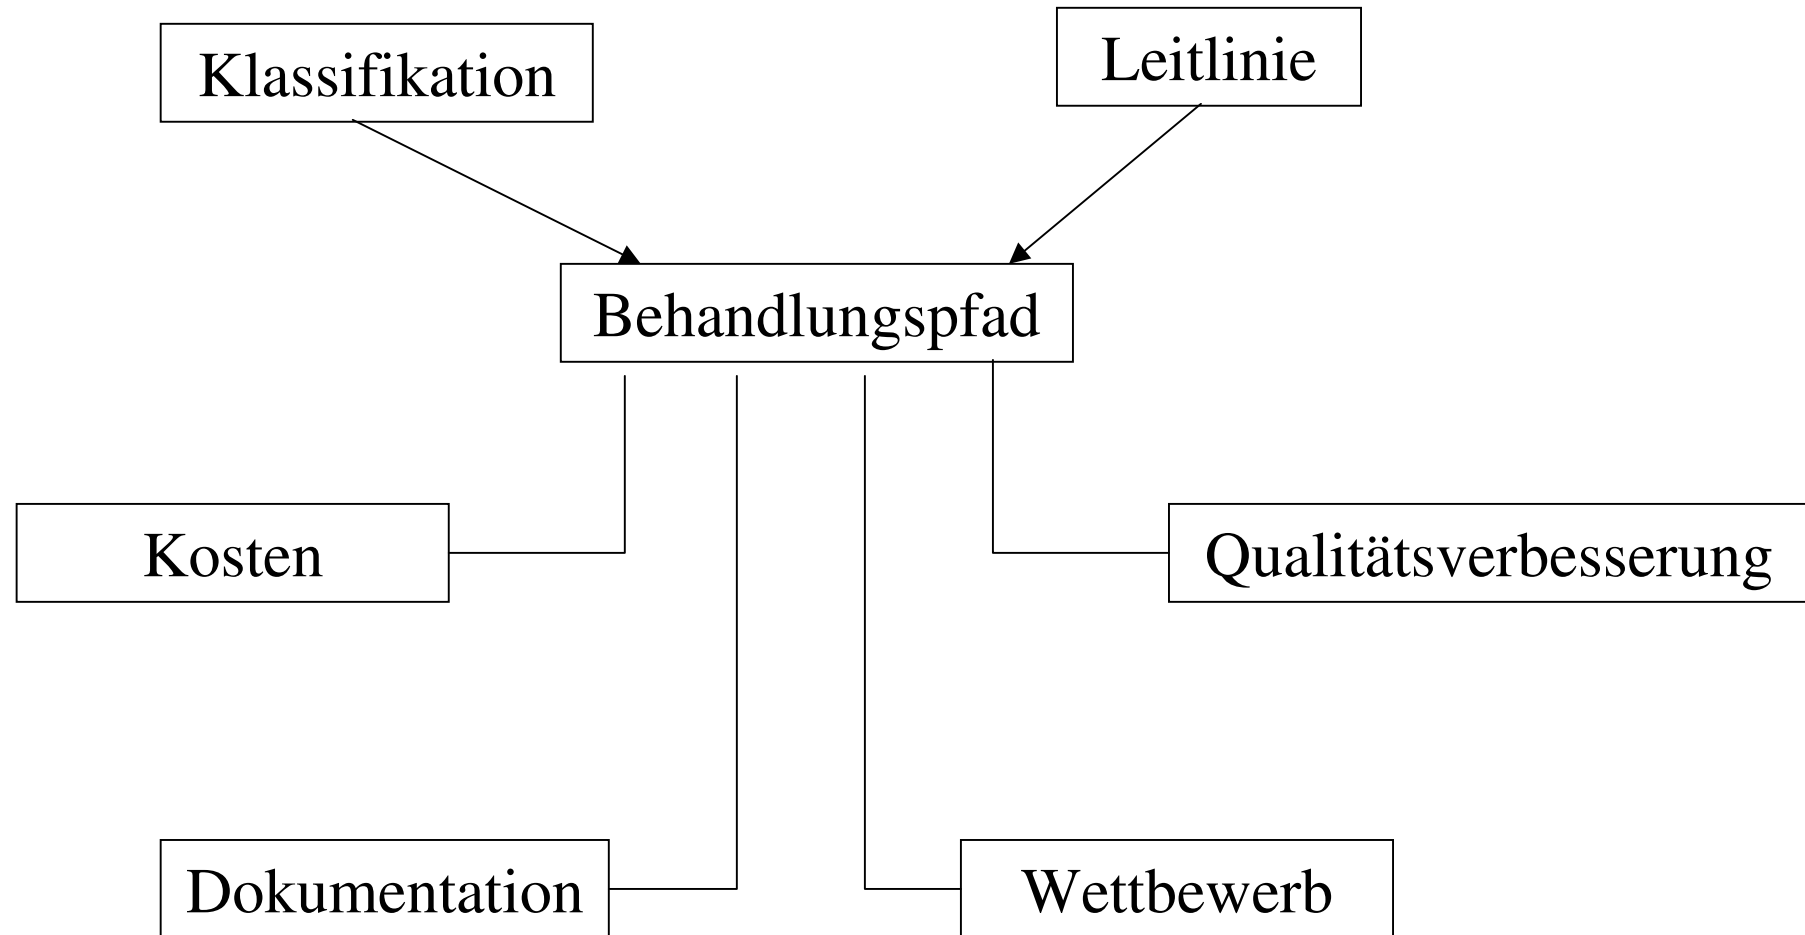 Klassifikation
Leitlinie
Behandlungspfad
Kosten
Qualitätsverbesserung
Dokumentation
Wettbewerb